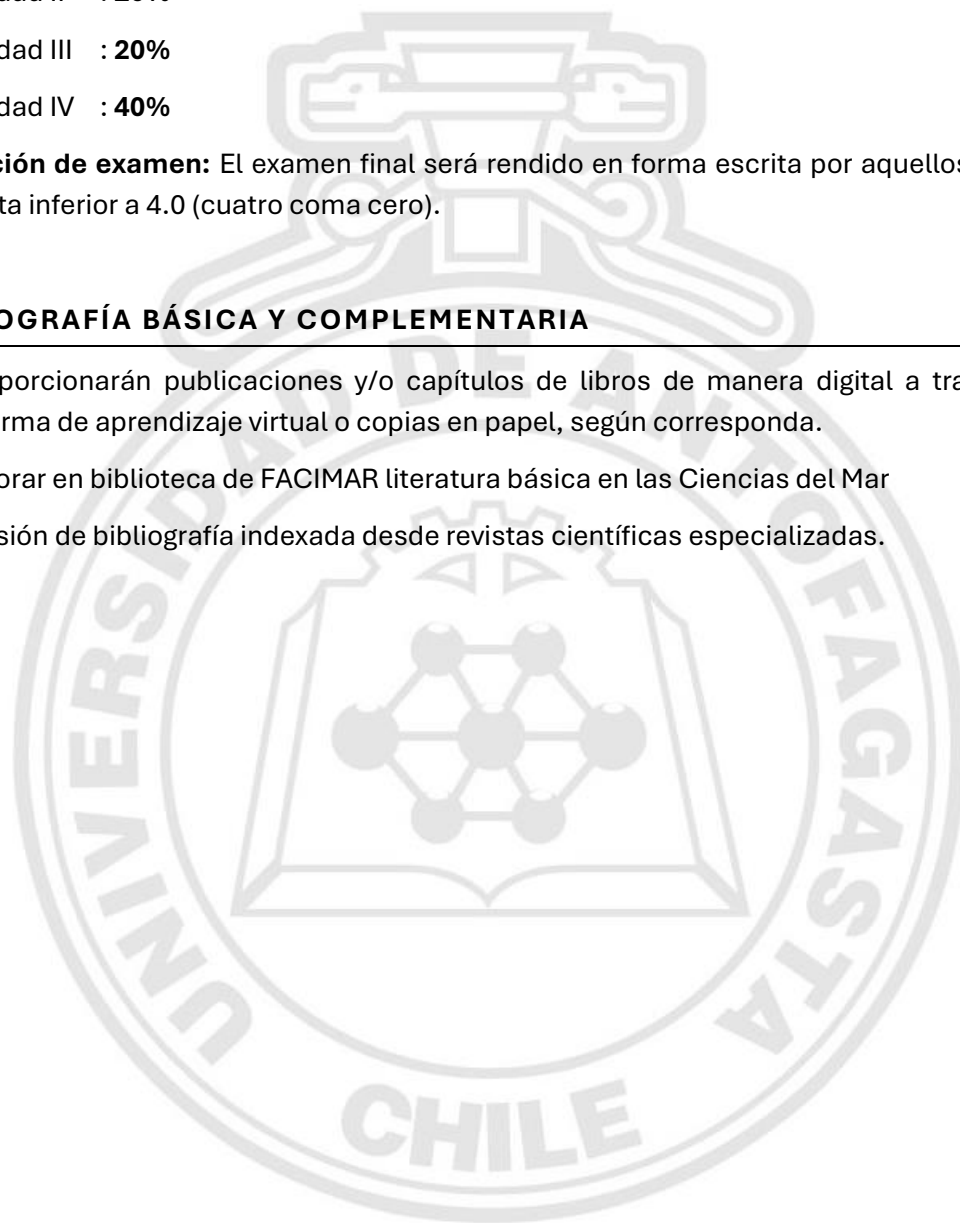 dad III : 20%
dad IV : 40%
ción de examen: El examen final será rendido en forma escrita por aquellos
ta inferior a 4.0 (cuatro coma cero).
OGRAFÍA BÁSICA Y COMPLEMENTARIA
porcionarán publicaciones y/o capítulos de libros de manera digital a tra
rma de aprendizaje virtual o copias en papel, según corresponda.
orar en biblioteca de FACIMAR literatura básica en las Ciencias del Mar
sión de bibliografía indexada desde revistas científicas especializadas.
UNIVERSIDAD DE ANTOFAGASTA
CHILE